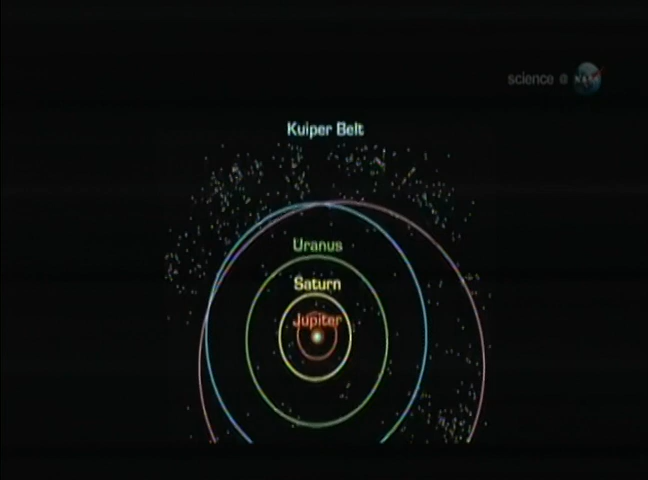 science @ NASA
Kuiper Belt
Uranus
Saturn
Jupiter